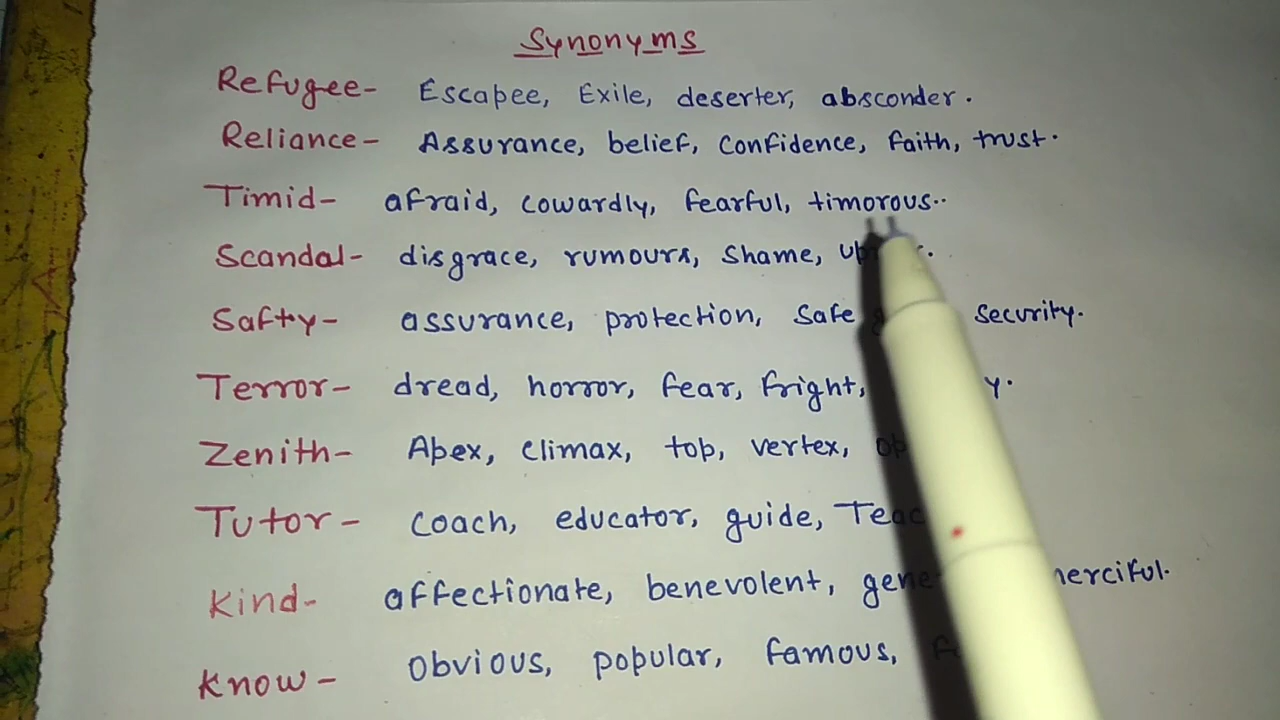 Synonyms
Refugee- Escapee, Exile, deserter, absconder.
Reliance- Assurance, belief, confidence, faith, trust.
Timid- afraid, cowardly, fearful, timorous..
Scandal- disgrace, rumours, shame,
Safty- assurance, protection, safe security.
Terror- dread, horror, fear, fright,
Zenith- Apex, climax, top, vertex,
Tutor- coach, educator, guide,
Kind- affectionate, benevolent, merciful.
Know- obvious, popular, famous,